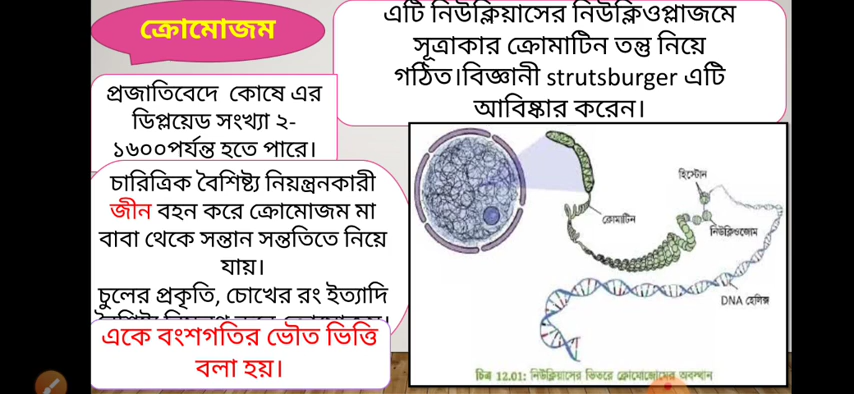 ক্রোমোজম
এটি নিউক্লিয়াসের নিউক্লিওপ্লাজমে
সূত্রাকার ক্রোমাটিন তন্তু নিয়ে
গঠিত।বিজ্ঞানী strutsburger এটি
আবিষ্কার করেন।
প্রজাতিবেদে কোষে এর
ডিপ্লয়েড সংখ্যা ২-
১৬০০পর্যন্ত হতে পারে।
চারিত্রিক বৈশিষ্ট্য নিয়ন্ত্রনকারী
জীন বহন করে ক্রোমোজম মা
বাবা থেকে সন্তান সন্ততিতে নিয়ে
যায়।
চুলের প্রকৃতি, চোখের রং ইত্যাদি
একে বংশগতির ভৌত ভিত্তি
বলা হয়।
হিস্টোন
ক্রোমাটিন
নিউক্লিওজোম
DNA হেলিক্স
চিত্র 12.01: নিউক্লিয়াসের ভিতরে ক্রোমোজোমের অবস্থান